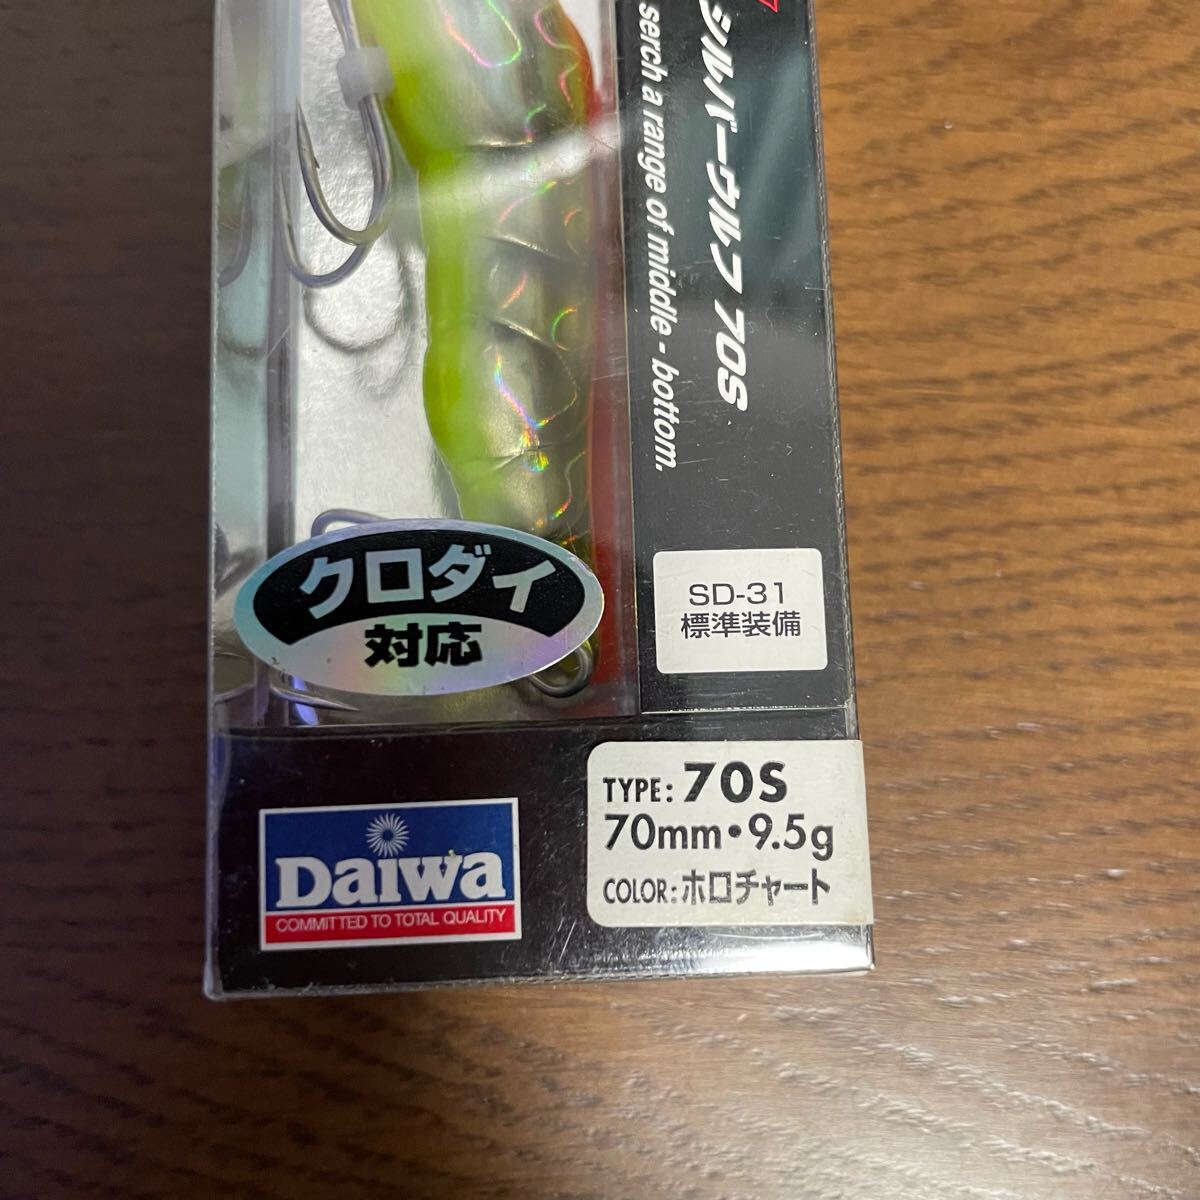 シルバーウルフ 70S
serch a range of middle - bottom.
クロダイ
対応
SD-31
標準装備
TYPE: 70S
70mm・9.5g
COLOR: ホロチャート
Daiwa
COMMITTED TO TOTAL QUALITY